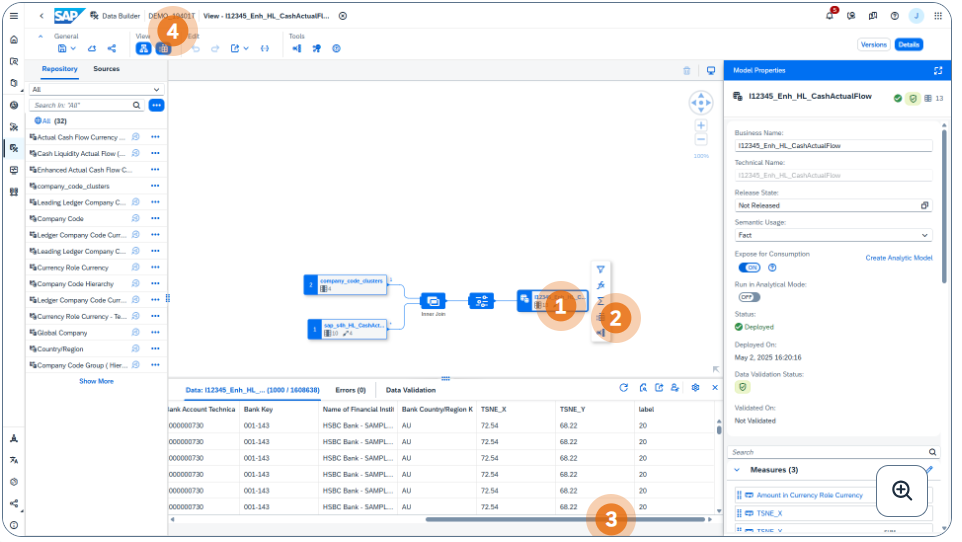 SAP Data Builder DEMO_ View - I12345_Enh_HL_CashActualFl... 5 J
General View Edit Tools
4
Versions Details
Repository Sources
All
Search In: "All"
All (32)
Actual Cash Flow Currency ...
Cash Liquidity Actual Flow (...
Enhanced Actual Cash Flow C...
company_code_clusters
Leading Ledger Company C...
Company Code
Ledger Company Code Curr...
Leading Ledger Company C...
Currency Role Currency
Company Code Hierarchy
Ledger Company Code Curr...
Currency Role Currency - Te...
Global Company
Country/Region
Company Code Group ( Hier...
Show More
100%
2 company_code_clusters
4
1 sap_s4h_HL_CashAct...
10 4
Inner Join
1
2
Data: I12345_Enh_HL_... (1000 / 1608638) Errors (0) Data Validation
ank Account Technica Bank Key Name of Financial Instit Bank Country/Region K TSNE_X TSNE_Y label
000000730 001-143 HSBC Bank - SAMPL... AU 72.54 68.22 20
000000730 001-143 HSBC Bank - SAMPL... AU 72.54 68.22 20
000000730 001-143 HSBC Bank - SAMPL... AU 72.54 68.22 20
000000730 001-143 HSBC Bank - SAMPL... AU 72.54 68.22 20
000000730 001-143 HSBC Bank - SAMPL... AU 72.54 68.22 20
000000730 001-143 HSBC Bank - SAMPL... AU 72.54 68.22 20
3
Model Properties
I12345_Enh_HL_CashActualFlow 13
Business Name:
I12345_Enh_HL_CashActualFlow
Technical Name:
I12345_Enh_HL_CashActualFlow
Release State:
Not Released
Semantic Usage:
Fact
Expose for Consumption
ON
Create Analytic Model
Run in Analytical Mode:
OFF
Status:
Deployed
Deployed On:
May 2, 2025 16:20:16
Data Validation Status:
Validated On:
Not Validated
Search
Measures (3)
Amount in Currency Role Currency
TSNE_X
TSNE_Y